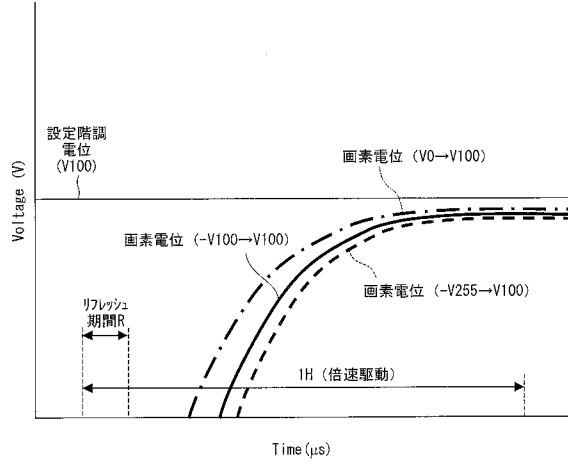 設定階調
電位
(V100)
Voltage (V)
画素電位 (V0→V100)
画素電位 (-V100→V100)
画素電位 (-V255→V100)
リフレッシュ
期間R
1H (倍速駆動)
Time(μs)